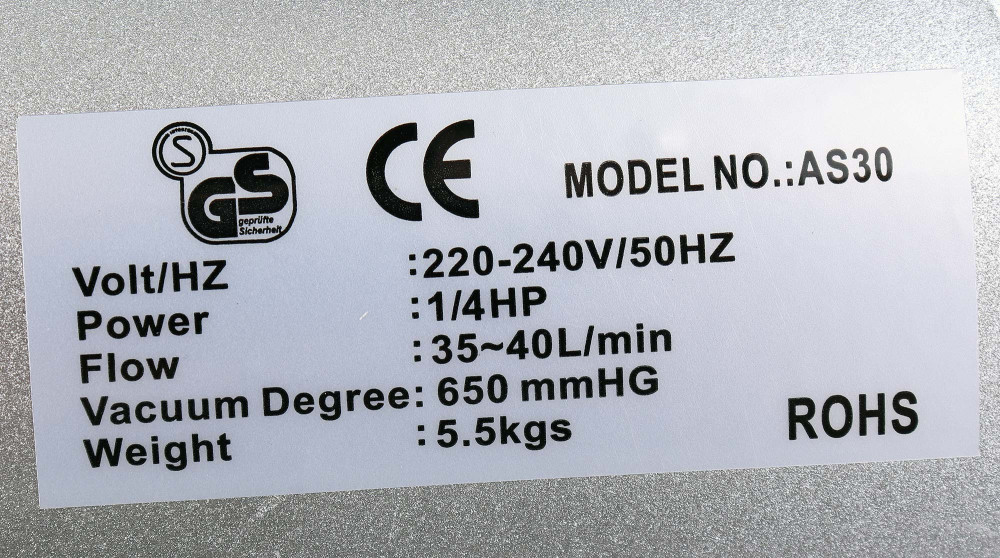 S
GS
geprüfte
Sicherheit
CE
MODEL NO.:AS30
Volt/HZ :220-240V/50HZ
Power :1/4HP
Flow :35~40L/min
Vacuum Degree: 650 mmHG
Weight :5.5kgs
ROHS